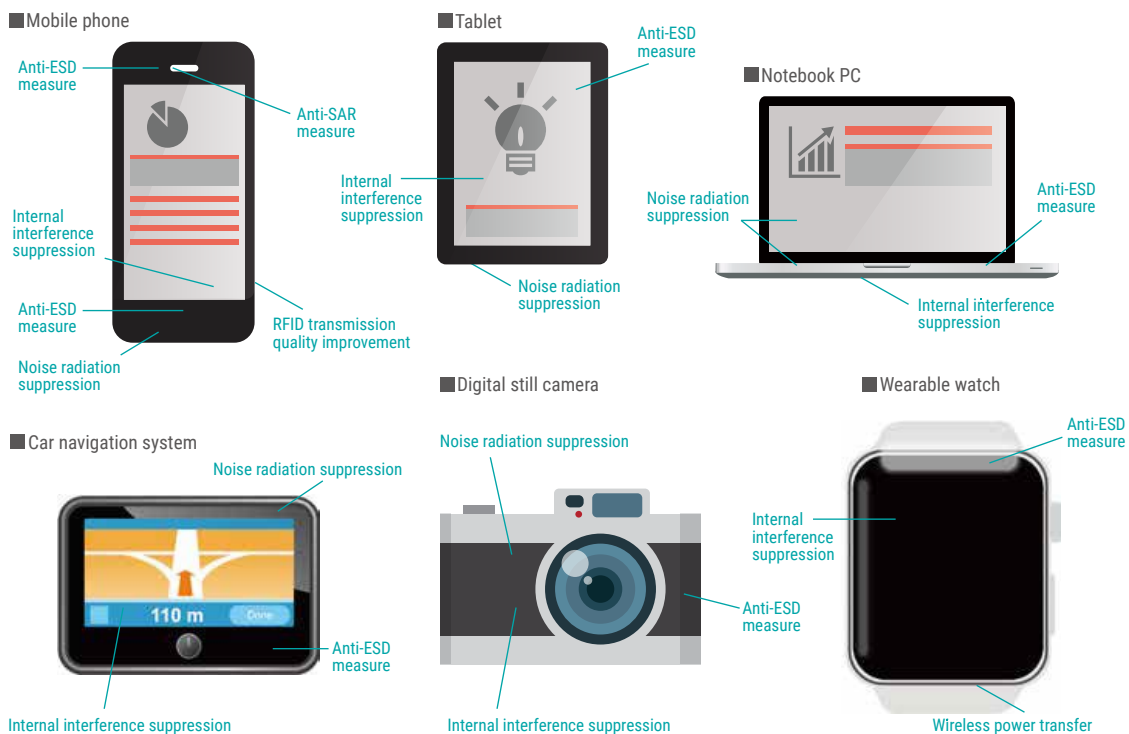 Mobile phone
Anti-ESD
measure
Anti-SAR
measure
Internal
interference
suppression
Anti-ESD
measure
Noise radiation
suppression
RFID transmission
quality improvement
Tablet
Anti-ESD
measure
Internal
interference
suppression
Noise radiation
suppression
Notebook PC
Noise radiation
suppression
Anti-ESD
measure
Internal interference
suppression
Car navigation system
Noise radiation suppression
110 m
Done
Anti-ESD
measure
Internal interference suppression
Digital still camera
Noise radiation suppression
Anti-ESD
measure
Internal interference suppression
Wearable watch
Anti-ESD
measure
Internal
interference
suppression
Wireless power transfer